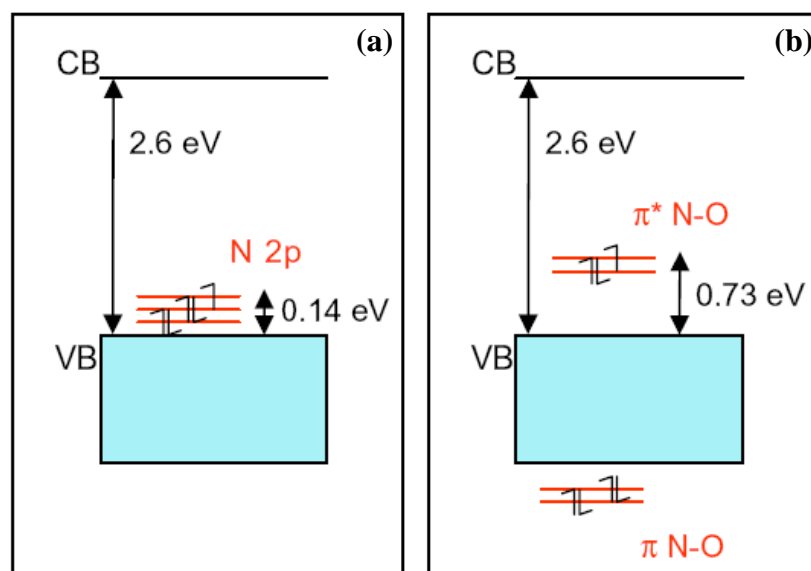 (a)
CB
2.6 eV
N 2p
0.14 eV
VB
(b)
CB
2.6 eV
π* N-O
0.73 eV
VB
π N-O